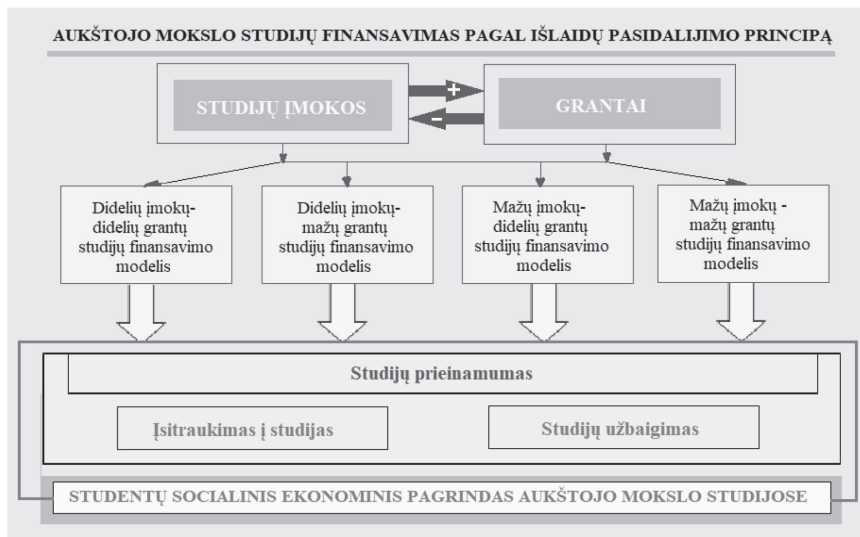 AUKŠTOJO MOKSLO STUDIJŲ FINANSAVIMAS PAGAL IŠLAIDŲ PASIDALIJIMO PRINCIPĄ
STUDIJŲ ĮMOKOS
+
−
GRANTAI
Didelių įmokų-
didelių grantų
studijų finansavimo
modelis
Didelių įmokų-
mažų grantų
studijų finansavimo
modelis
Mažų įmokų-
didelių grantų
studijų finansavimo
modelis
Mažų įmokų -
mažų grantų
studijų finansavimo
modelis
Studijų prieinamumas
Įsitraukimas į studijas
Studijų užbaigimas
STUDENTŲ SOCIALINIS EKONOMINIS PAGRINDAS AUKŠTOJO MOKSLO STUDIJOSE